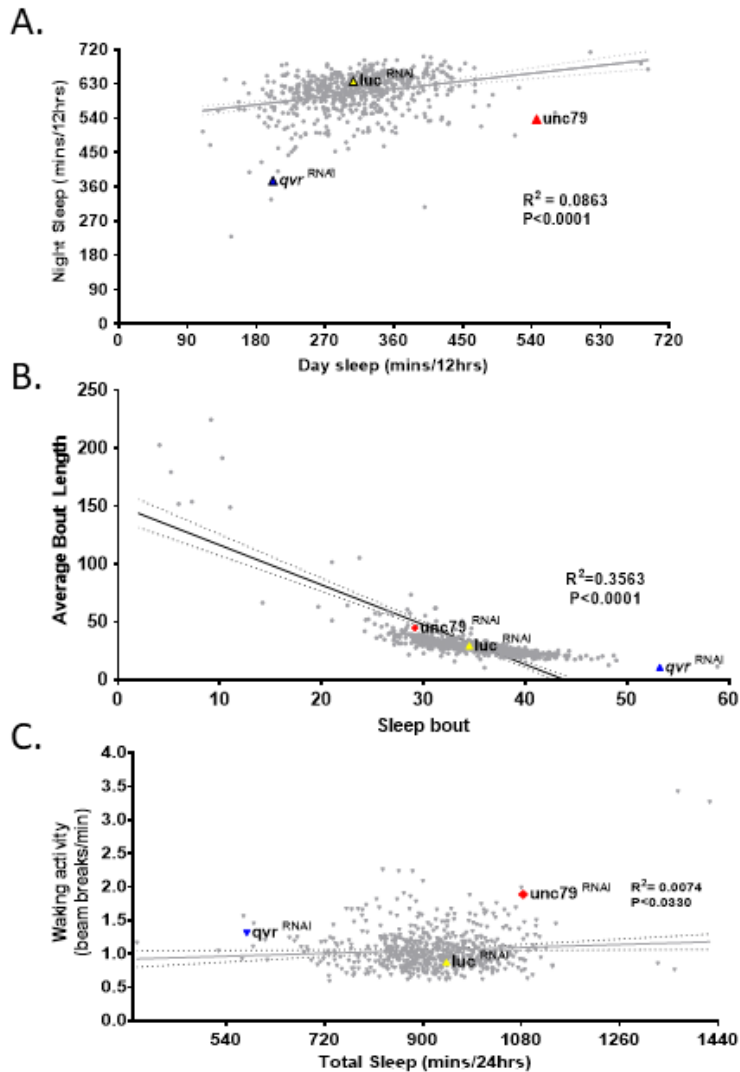 A.
Night Sleep (mins/12hrs)
720
630
540
450
360
270
180
90
0
luc RNAi
unc79
qvr RNAI
R² = 0.0863
P<0.0001
0 90 180 270 360 450 540 630 720
Day sleep (mins/12hrs)
B.
Average Bout Length
250
200
150
100
50
0
R²=0.3563
P<0.0001
unc79 RNAI
luc RNAI
qvr RNAI
0 10 20 30 40 50 60
Sleep bout
C.
Waking activity
(beam breaks/min)
4.0
3.5
3.0
2.5
2.0
1.5
1.0
0.5
0.0
unc79 RNAI
R²= 0.0074
P<0.0330
qvr RNAI
luc RNAI
540 720 900 1080 1260 1440
Total Sleep (mins/24hrs)